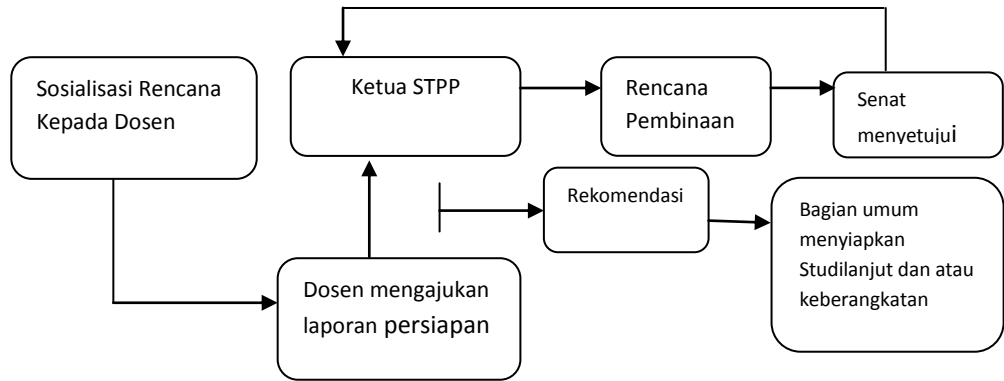 Sosialisasi Rencana
Kepada Dosen
Ketua STPP
Rencana
Pembinaan
Senat
menyetujui
Rekomendasi
Bagian umum
menyiapkan
Studilanjut dan atau
keberangkatan
Dosen mengajukan
laporan persiapan